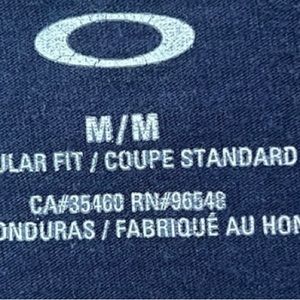 M/M
ULAR FIT / COUPE STANDARD
CA#35460 RN#96548
ONDURAS / FABRIQUÉ AU HON